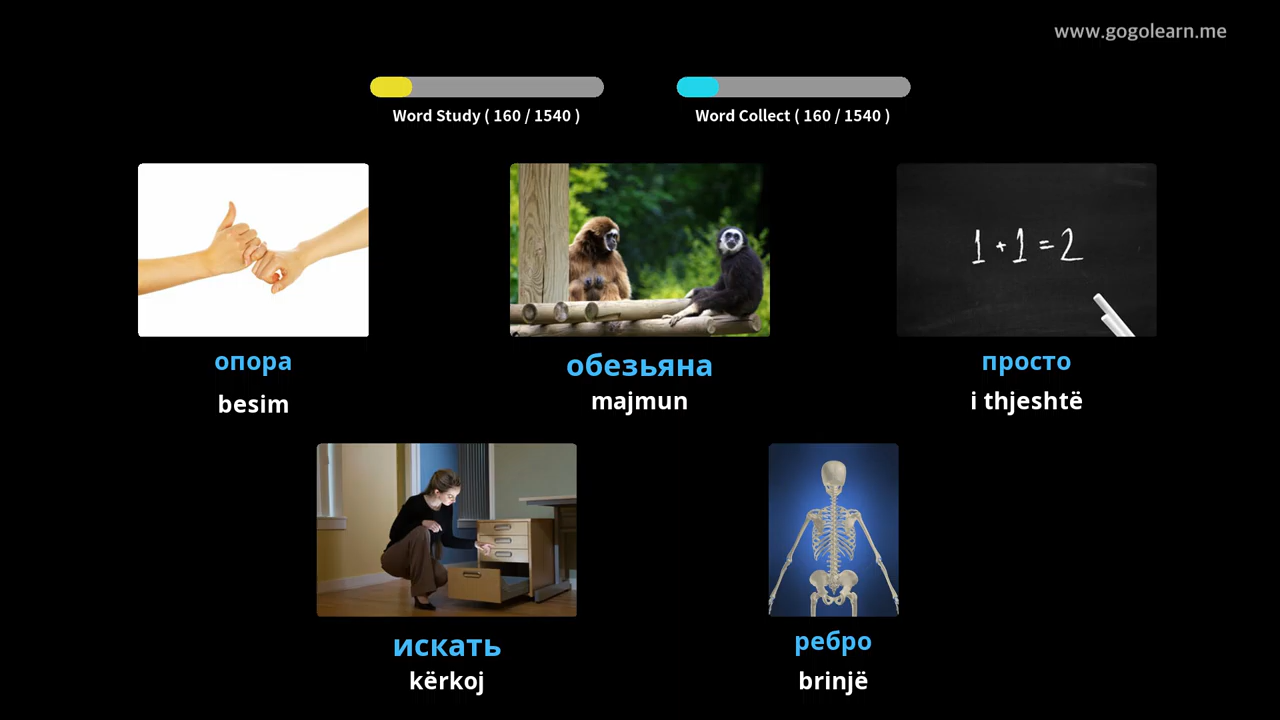 www.gogolearn.me
Word Study ( 160 / 1540 )
Word Collect ( 160 / 1540 )
1 + 1 = 2
опора
обезьяна
просто
besim
majmun
i thjeshtë
искать
ребро
kërkoj
brinjë